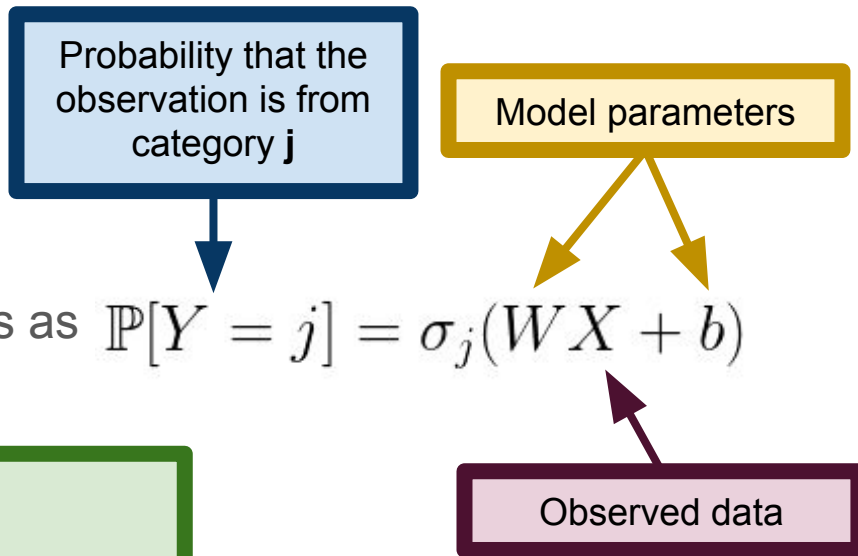 Probability that the
observation is from
category j
Model parameters
s as ℙ[Y = j] = σ_j(WX + b)
Observed data